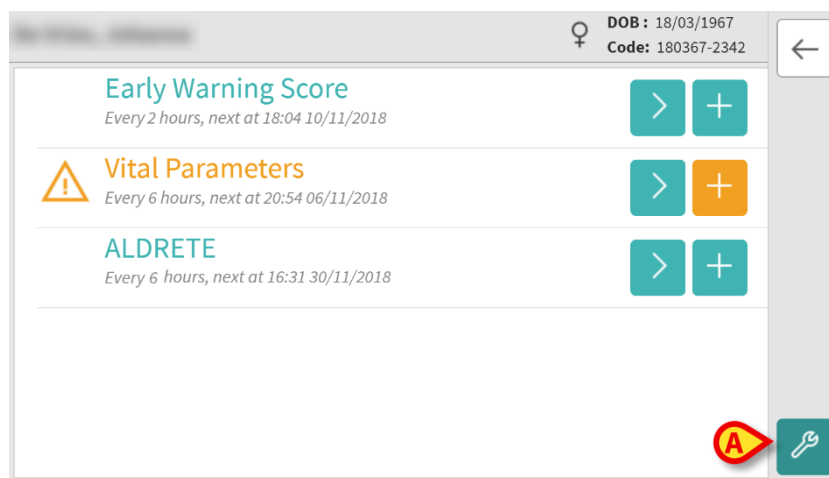 DOB : 18/03/1967
Code: 180367-2342
Early Warning Score
Every 2 hours, next at 18:04 10/11/2018
Vital Parameters
Every 6 hours, next at 20:54 06/11/2018
ALDRETE
Every 6 hours, next at 16:31 30/11/2018
A